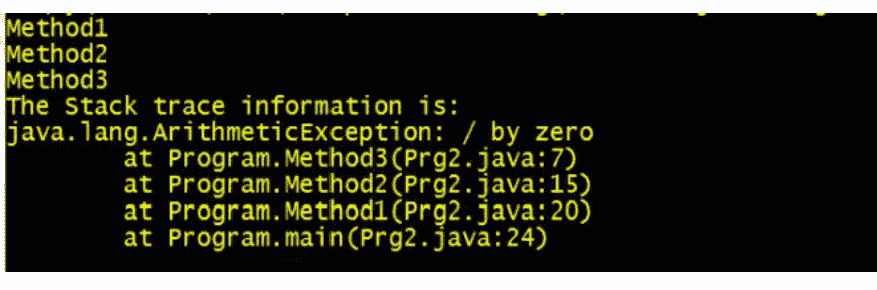 Method1
Method2
Method3
The Stack trace information is:
java.lang.ArithmeticException: / by zero
at Program.Method3(Prg2.java:7)
at Program.Method2(Prg2.java:15)
at Program.Method1(Prg2.java:20)
at Program.main(Prg2.java:24)